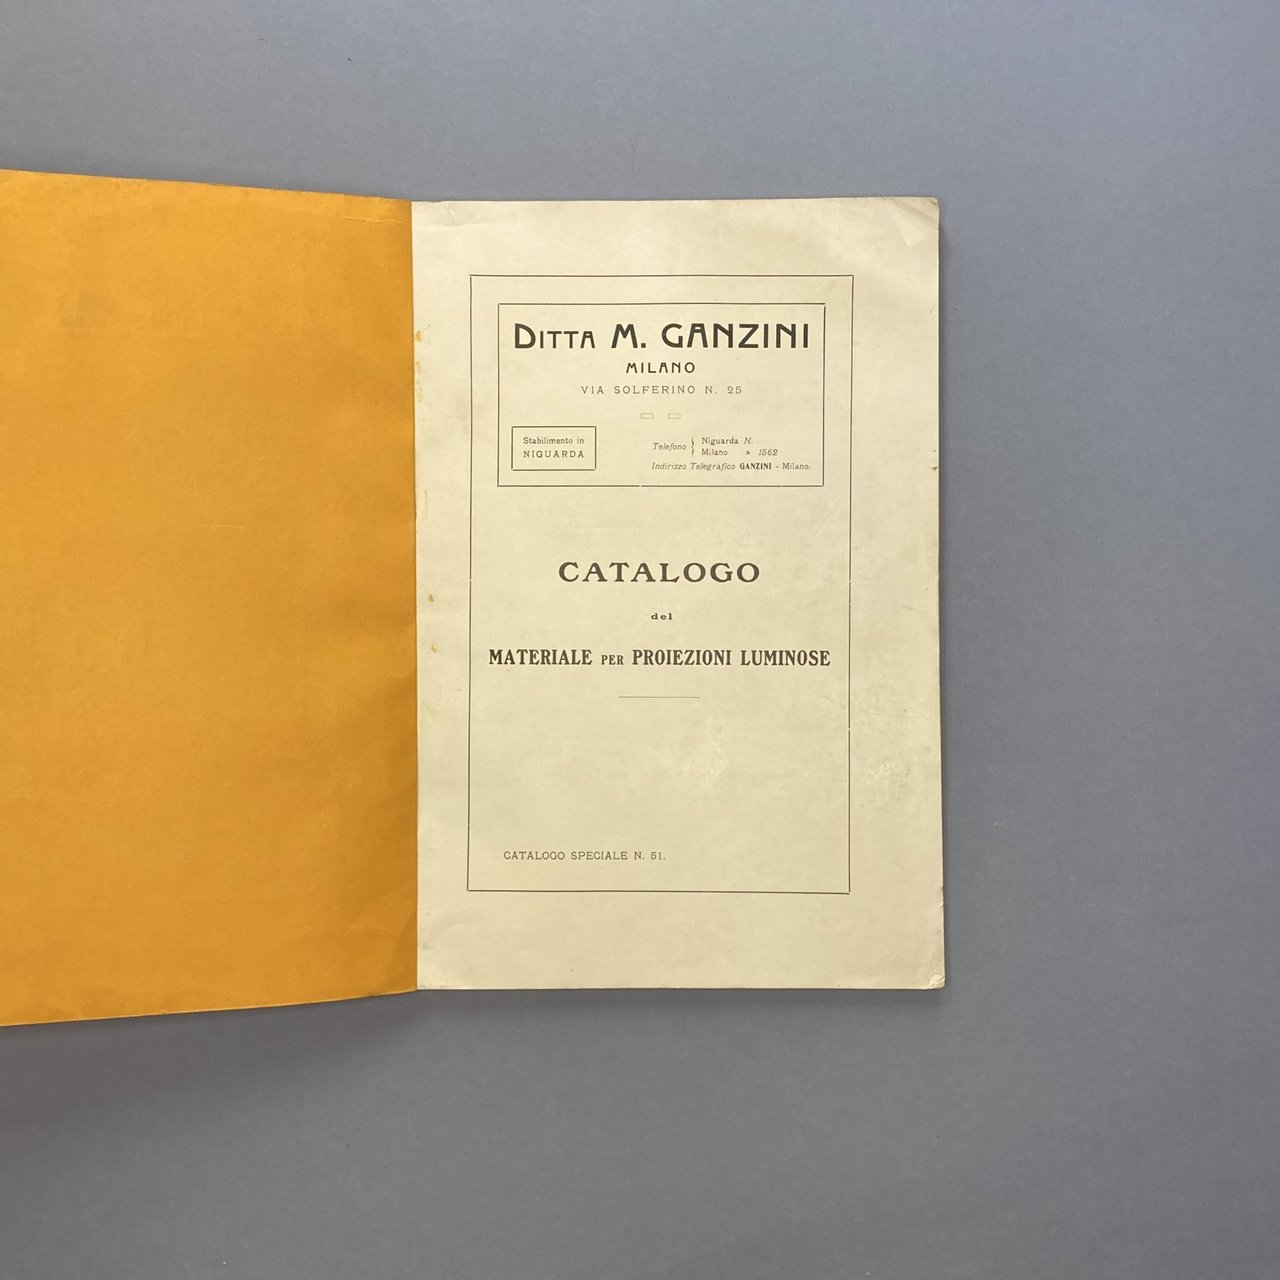 Ditta M. GANZINI
MILANO
VIA SOLFERINO N. 25
Stabilimento in
NIGUARDA
Telefono { Niguarda N.
Milano » 1562
Indirizzo Telegrafico GANZINI - Milano.
CATALOGO
del
MATERIALE PER PROIEZIONI LUMINOSE
CATALOGO SPECIALE N. 51.